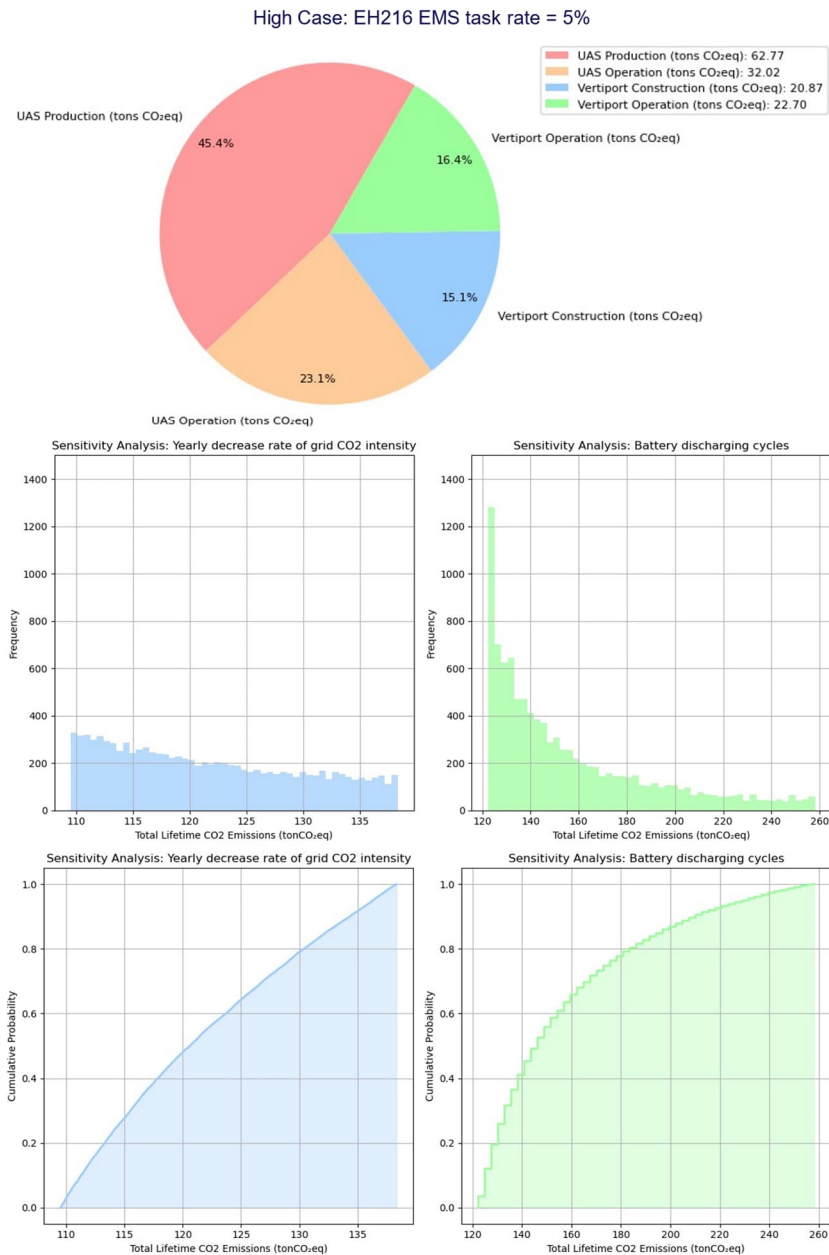 High Case: EH216 EMS task rate = 5%
UAS Production (tons CO₂eq): 62.77
UAS Operation (tons CO₂eq): 32.02
Vertiport Construction (tons CO₂eq): 20.87
Vertiport Operation (tons CO₂eq): 22.70
UAS Production (tons CO₂eq)
45.4%
Vertiport Operation (tons CO₂eq)
16.4%
15.1%
Vertiport Construction (tons CO₂eq)
23.1%
UAS Operation (tons CO₂eq)
Sensitivity Analysis: Yearly decrease rate of grid CO2 intensity
1400
1200
1000
800
600
400
200
0
Frequency
110
115
120
125
130
135
Total Lifetime CO2 Emissions (tonCO₂eq)
Sensitivity Analysis: Battery discharging cycles
1400
1200
1000
800
600
400
200
0
Frequency
120
140
160
180
200
220
240
260
Total Lifetime CO2 Emissions (tonCO₂eq)
Sensitivity Analysis: Yearly decrease rate of grid CO2 intensity
1.0
0.8
0.6
0.4
0.2
0.0
Cumulative Probability
110
115
120
125
130
135
Total Lifetime CO2 Emissions (tonCO₂eq)
Sensitivity Analysis: Battery discharging cycles
1.0
0.8
0.6
0.4
0.2
0.0
Cumulative Probability
120
140
160
180
200
220
240
260
Total Lifetime CO2 Emissions (tonCO₂eq)